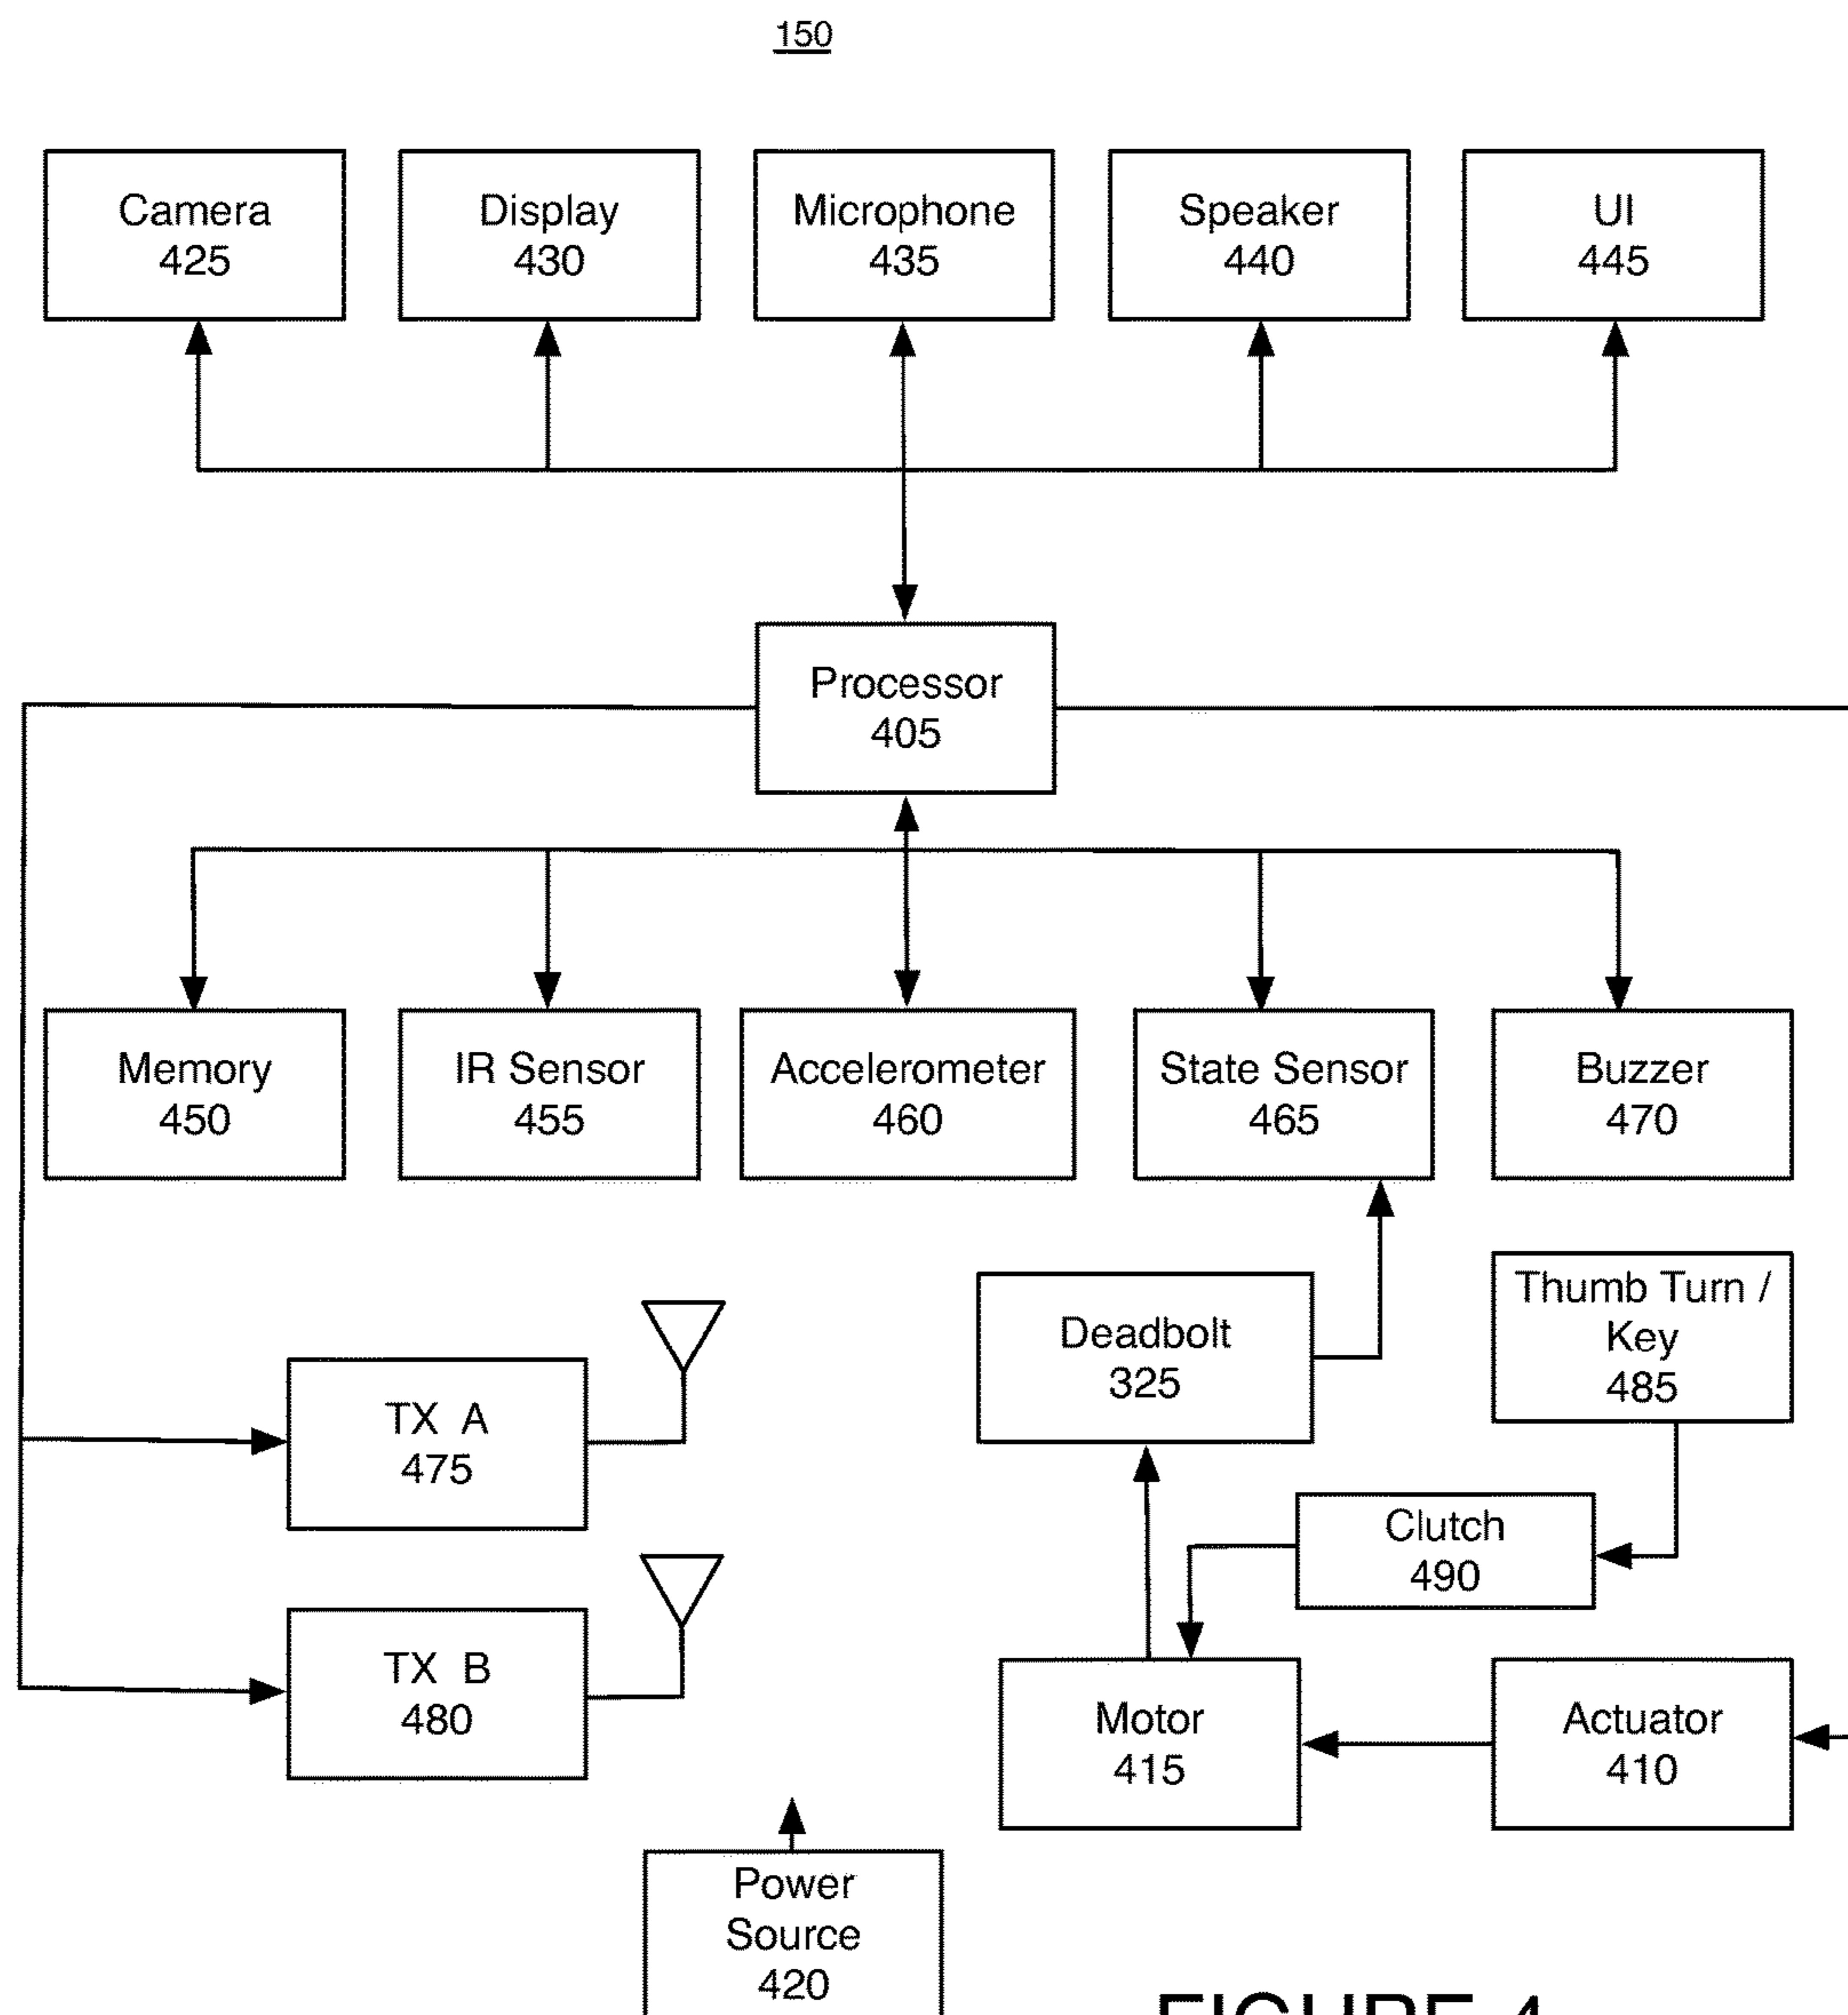 150
Camera
425
Display
430
Microphone
435
Speaker
440
UI
445
Processor
405
Memory
450
IR Sensor
455
Accelerometer
460
State Sensor
465
Buzzer
470
Thumb Turn /
Key
485
Deadbolt
325
TX A
475
Clutch
490
TX B
480
Motor
415
Actuator
410
Power
Source
420
FIGURE 4